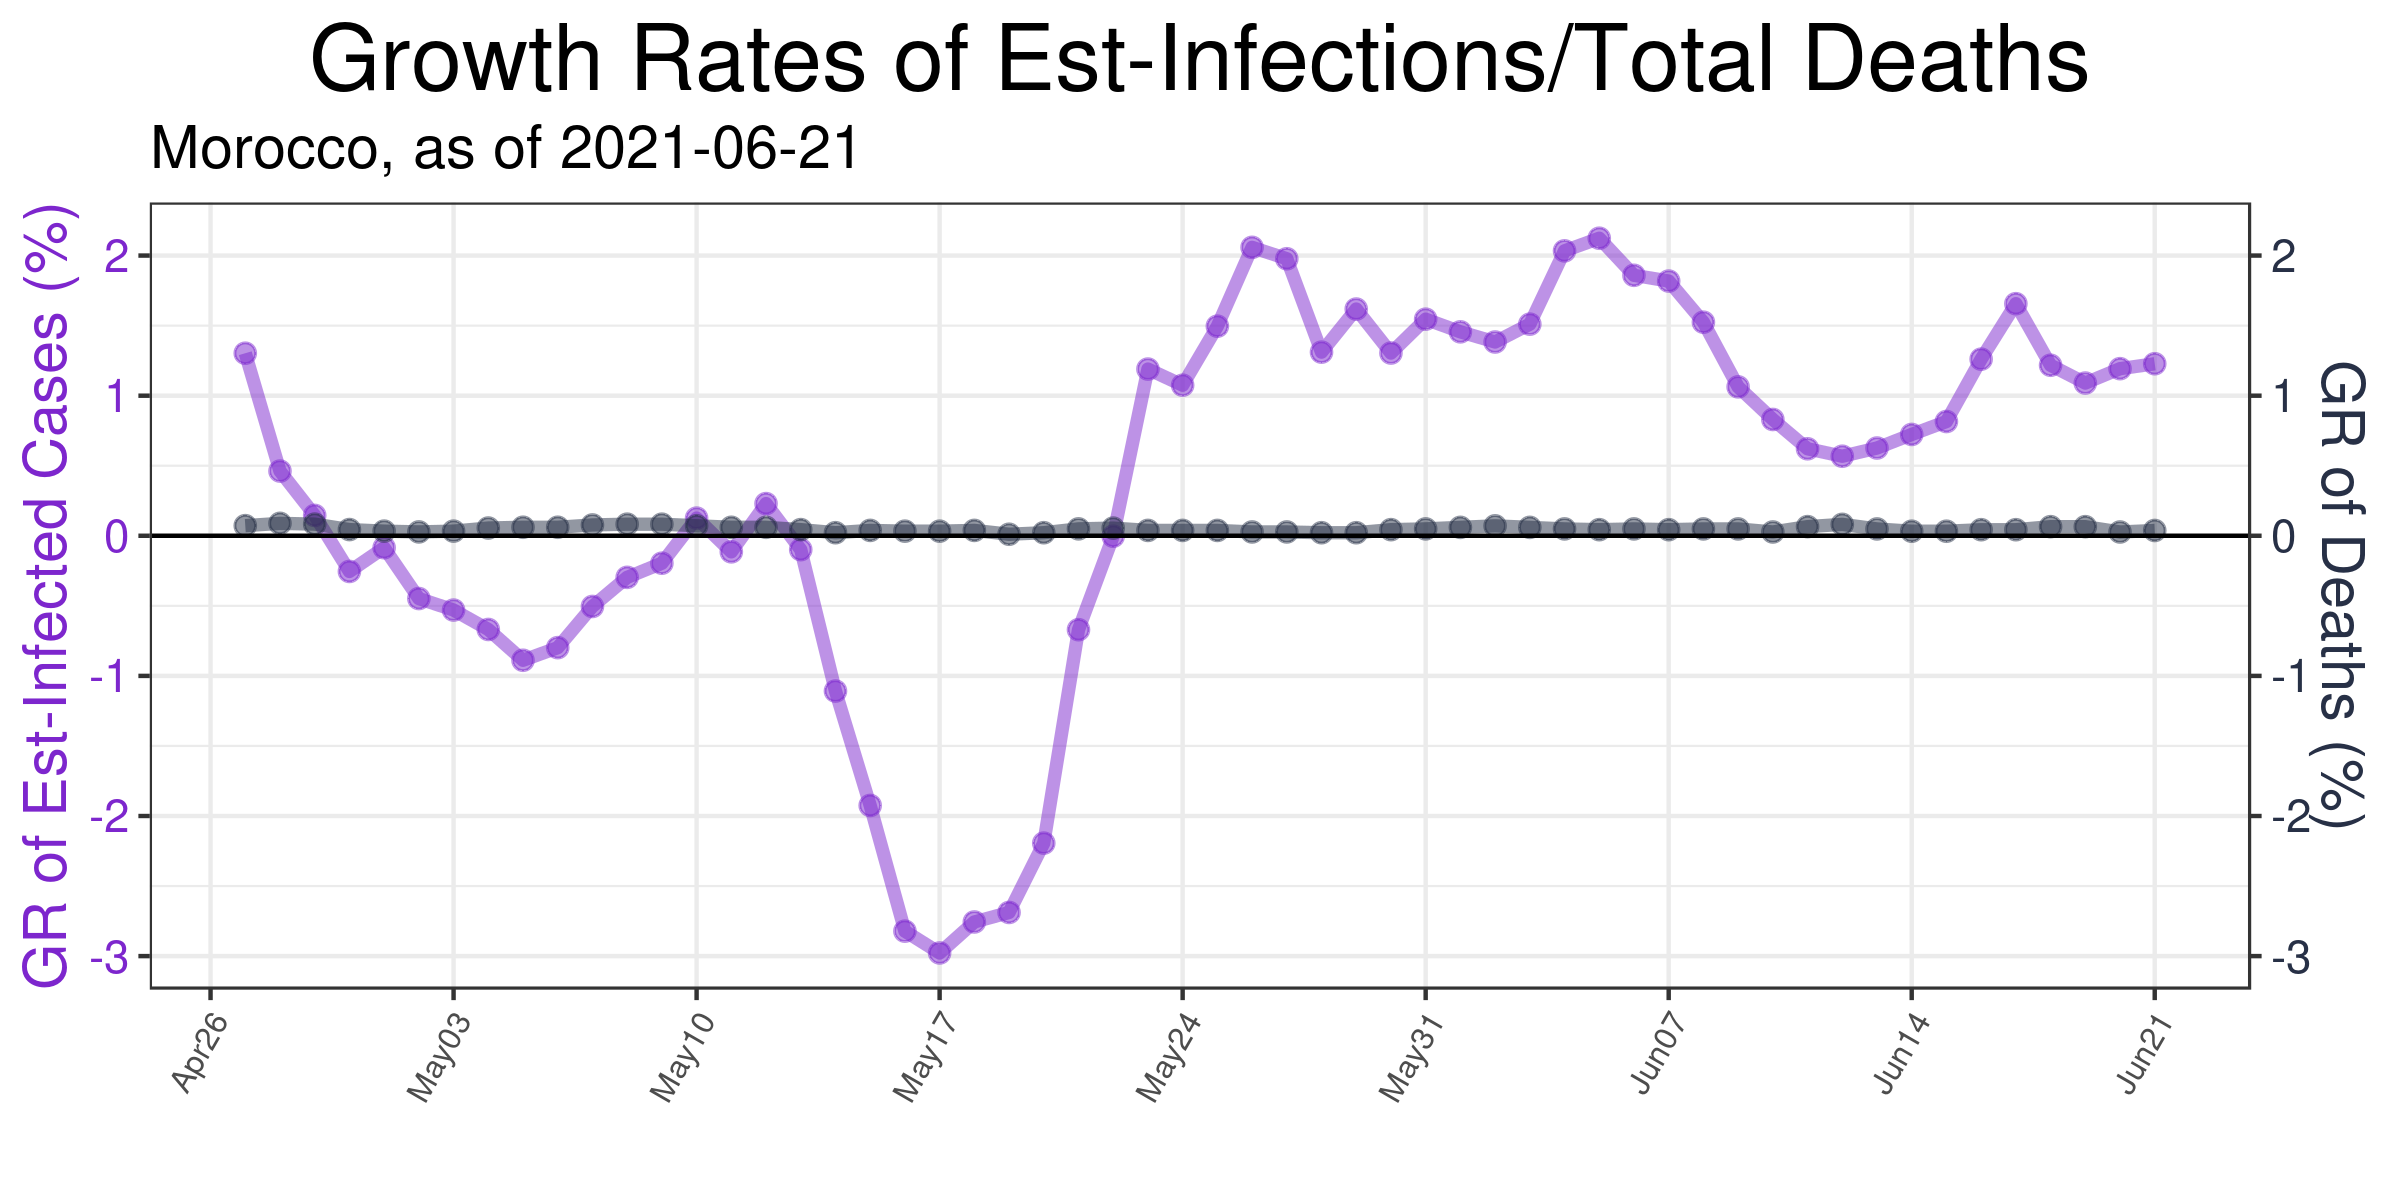 Growth Rates of Est-Infections/Total Deaths
Morocco, as of 2021-06-21
GR of Est-Infected Cases (%)
2
1
0
-1
-2
-3
2
1
0
-1
-2
-3
GR of Deaths (%)
Apr26
May03
May10
May17
May24
May31
Jun07
Jun14
Jun21